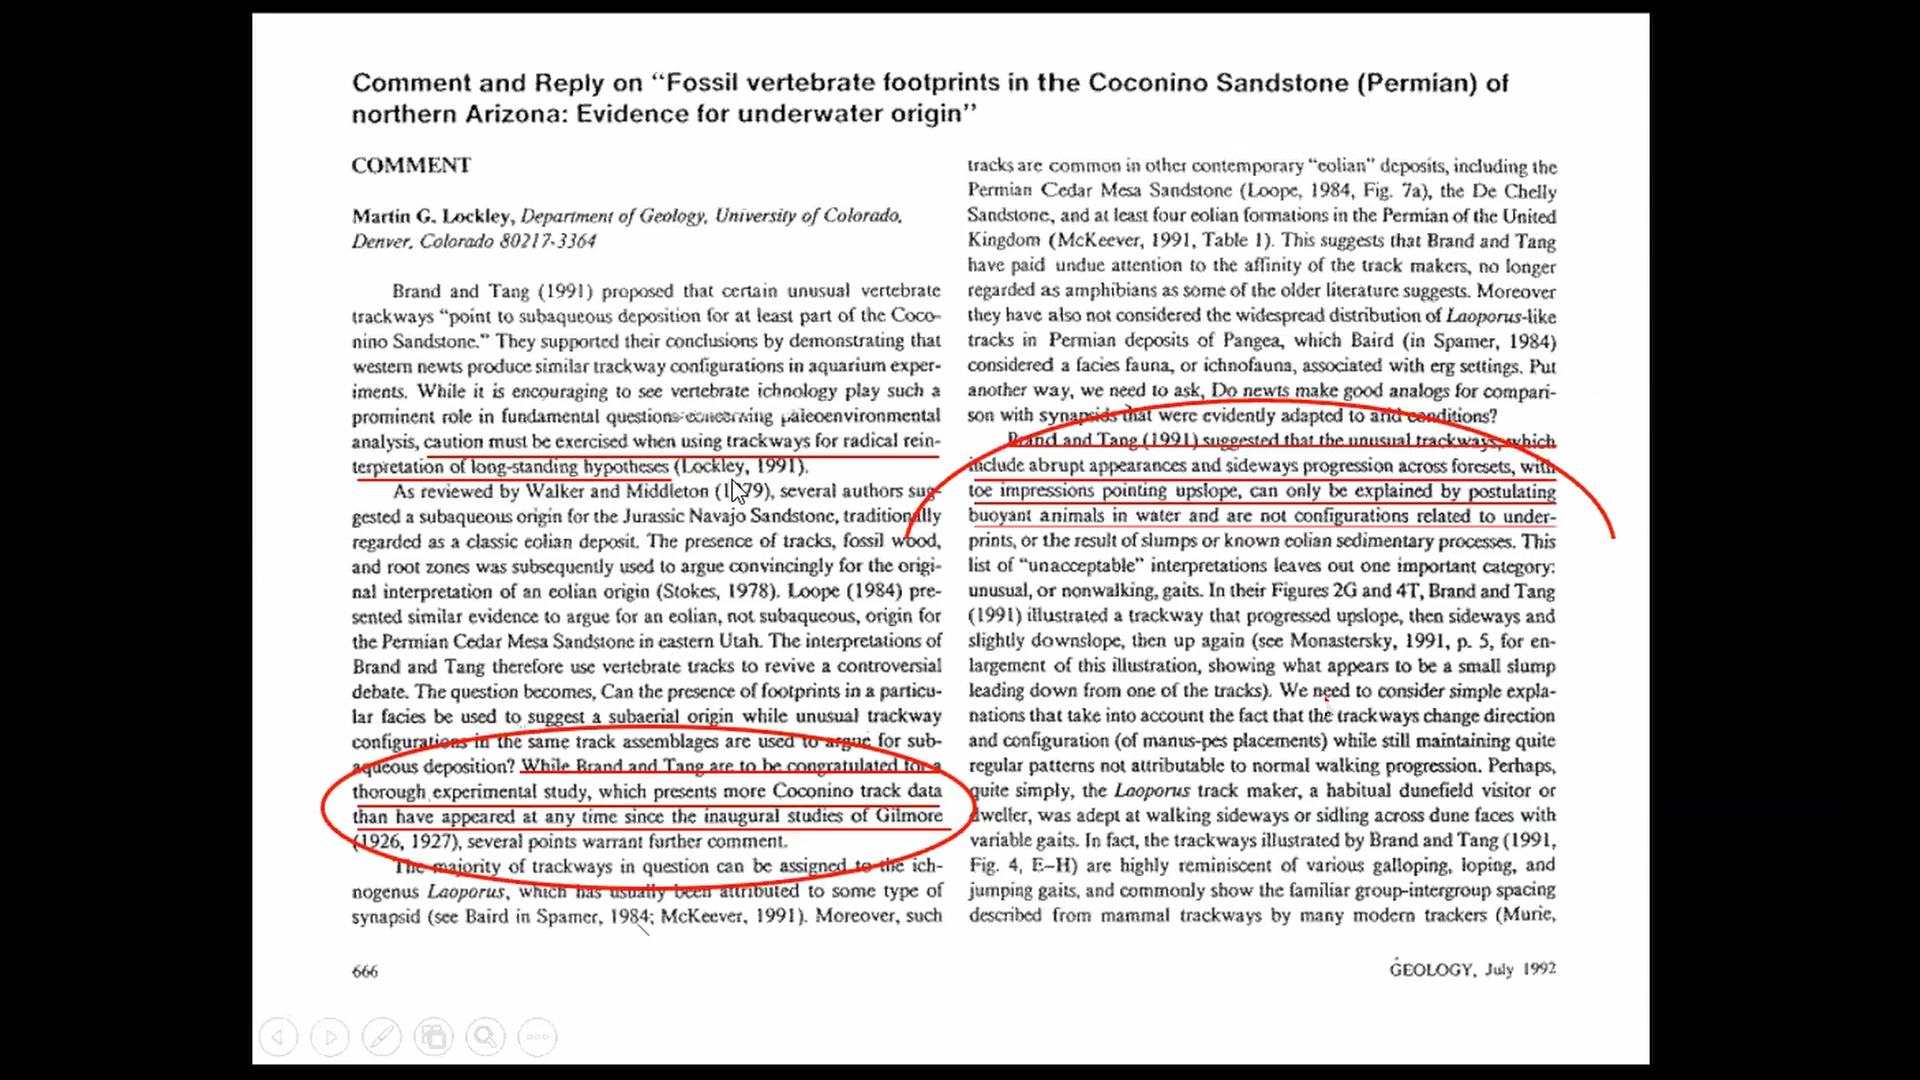 Comment and Reply on “Fossil vertebrate footprints in the Coconino Sandstone (Permian) of
northern Arizona: Evidence for underwater origin”
COMMENT
Martin G. Lockley, Department of Geology, University of Colorado,
Denver, Colorado 80217-3364
Brand and Tang (1991) proposed that certain unusual vertebrate
trackways “point to subaqueous deposition for at least part of the Coco-
nino Sandstone.” They supported their conclusions by demonstrating that
western newts produce similar trackway configurations in aquarium exper-
iments. While it is encouraging to see vertebrate ichnology play such a
prominent role in fundamental questions concerning paleoenvironmental
analysis, caution must be exercised when using trackways for radical rein-
terpretation of long-standing hypotheses (Lockley, 1991).
As reviewed by Walker and Middleton (1979), several authors sug-
gested a subaqueous origin for the Jurassic Navajo Sandstone, traditionally
regarded as a classic eolian deposit. The presence of tracks, fossil wood,
and root zones was subsequently used to argue convincingly for the origi-
nal interpretation of an eolian origin (Stokes, 1978). Loope (1984) pre-
sented similar evidence to argue for an eolian, not subaqueous, origin for
the Permian Cedar Mesa Sandstone in eastern Utah. The interpretations of
Brand and Tang therefore use vertebrate tracks to revive a controversial
debate. The question becomes, Can the presence of footprints in a particu-
lar facies be used to suggest a subaerial origin while unusual trackway
configurations in the same track assemblages are used to argue for sub-
aqueous deposition? While Brand and Tang are to be congratulated for a
thorough experimental study, which presents more Coconino track data
than have appeared at any time since the inaugural studies of Gilmore
(1926, 1927), several points warrant further comment.
The majority of trackways in question can be assigned to the ich-
nogenus Laoporus, which has usually been attributed to some type of
synapsid (see Baird in Spamer, 1984; McKeever, 1991). Moreover, such
tracks are common in other contemporary “eolian” deposits, including the
Permian Cedar Mesa Sandstone (Loope, 1984, Fig. 7a), the De Chelly
Sandstone, and at least four eolian formations in the Permian of the United
Kingdom (McKeever, 1991, Table 1). This suggests that Brand and Tang
have paid undue attention to the affinity of the track makers, no longer
regarded as amphibians as some of the older literature suggests. Moreover
they have also not considered the widespread distribution of Laoporus-like
tracks in Permian deposits of Pangea, which Baird (in Spamer, 1984)
considered a facies fauna, or ichnofauna, associated with erg settings. Put
another way, we need to ask, Do newts make good analogs for compari-
son with synapsids that were evidently adapted to arid conditions?
Brand and Tang (1991) suggested that the unusual trackways, which
include abrupt appearances and sideways progression across foresets, with
toe impressions pointing upslope, can only be explained by postulating
buoyant animals in water and are not configurations related to under-
prints, or the result of slumps or known eolian sedimentary processes. This
list of “unacceptable” interpretations leaves out one important category:
unusual, or nonwalking, gaits. In their Figures 2G and 4T, Brand and Tang
(1991) illustrated a trackway that progressed upslope, then sideways and
slightly downslope, then up again (see Monastersky, 1991, p. 5, for en-
largement of this illustration, showing what appears to be a small slump
leading down from one of the tracks). We need to consider simple expla-
nations that take into account the fact that the trackways change direction
and configuration (of manus-pes placements) while still maintaining quite
regular patterns not attributable to normal walking progression. Perhaps,
quite simply, the Laoporus track maker, a habitual dunefield visitor or
dweller, was adept at walking sideways or sidling across dune faces with
variable gaits. In fact, the trackways illustrated by Brand and Tang (1991,
Fig. 4, E–H) are highly reminiscent of various galloping, loping, and
jumping gaits, and commonly show the familiar group-intergroup spacing
described from mammal trackways by many modern trackers (Murie,
666
GEOLOGY, July 1992